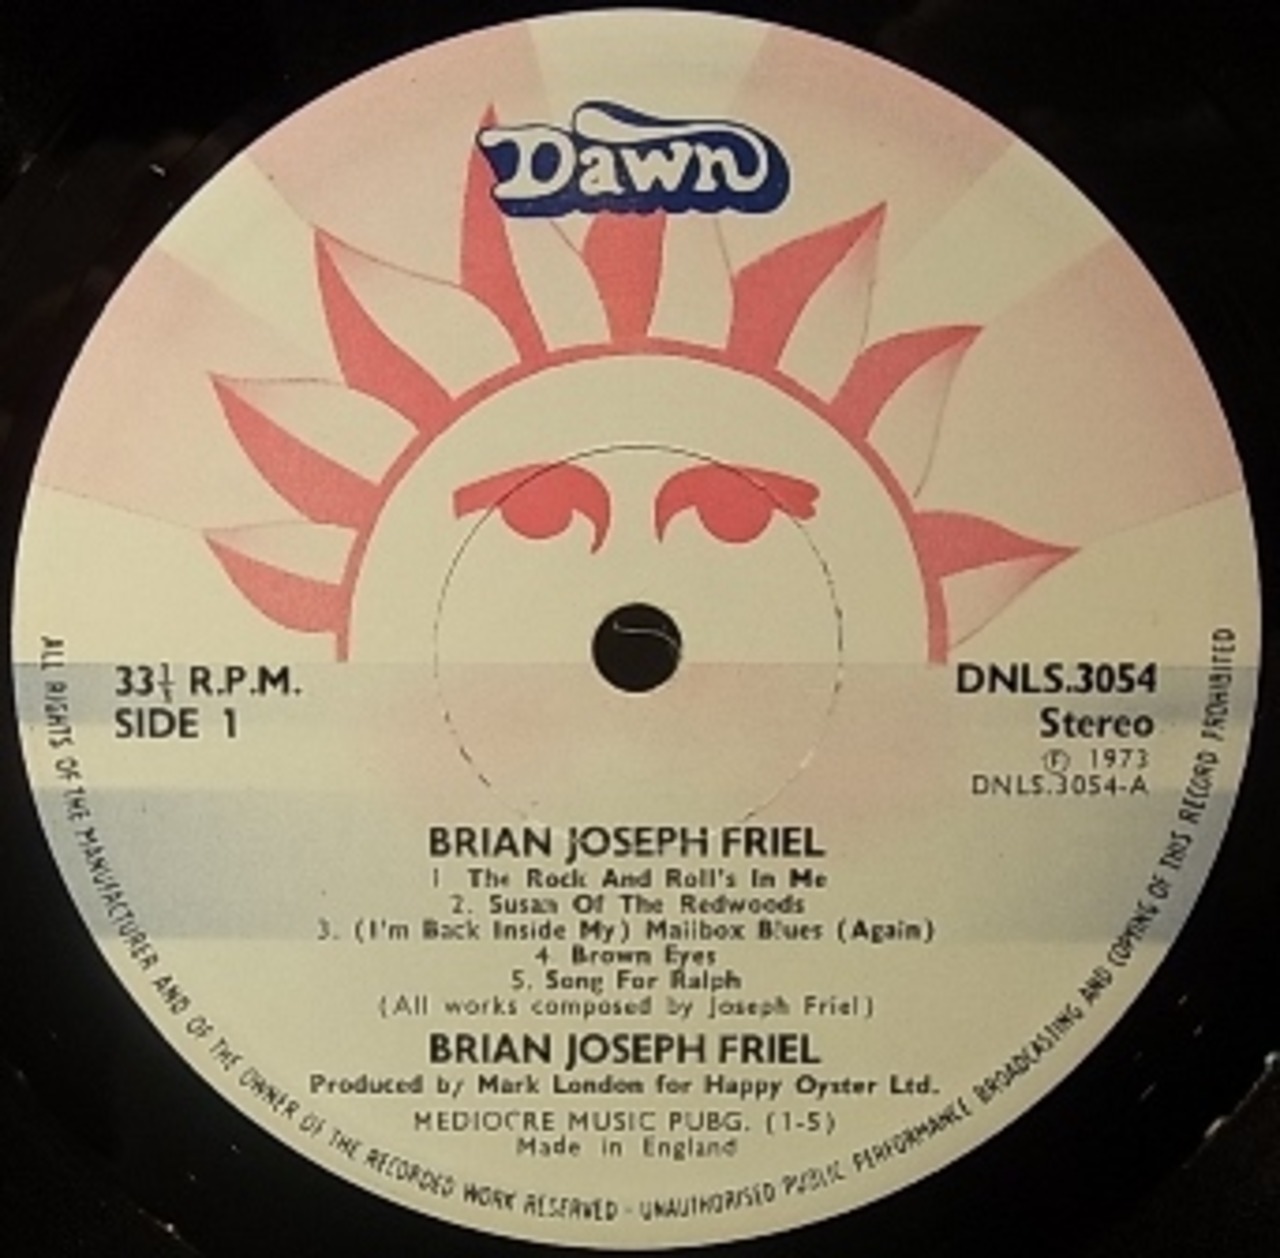 Dawn
33⅓ R.P.M.
SIDE 1
DNLS.3054
Stereo
Ⓟ 1973
DNLS.3054-A
BRIAN JOSEPH FRIEL
1 The Rock And Roll's In Me
2. Susan Of The Redwoods
3. (I'm Back Inside My) Mailbox Blues (Again)
4. Brown Eyes
5. Song For Ralph
(All works composed by Joseph Friel)
BRIAN JOSEPH FRIEL
Produced by Mark London for Happy Oyster Ltd.
MEDIOCRE MUSIC PUBG. (1-5)
Made in England
ALL RIGHTS OF THE MANUFACTURER AND OF THE OWNER OF THE RECORDED WORK RESERVED - UNAUTHORISED PUBLIC PERFORMANCE BROADCASTING AND COPYING OF THIS RECORD PROHIBITED